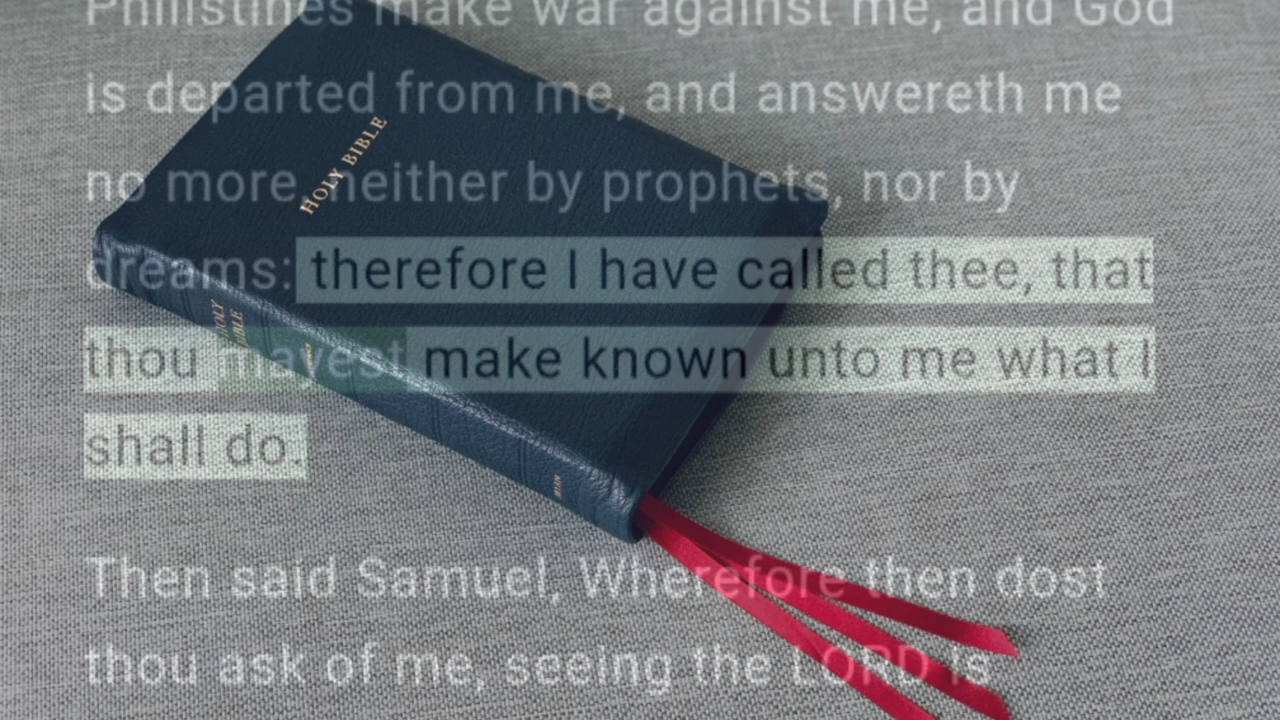 Philistines make war against me, and God
is departed from me, and answereth me
no more, neither by prophets, nor by
dreams: therefore I have called thee, that
thou mayest make known unto me what I
shall do.
Then said Samuel, Wherefore then dost
thou ask of me, seeing the LORD is
HOLY BIBLE
HOLY
BIBLE